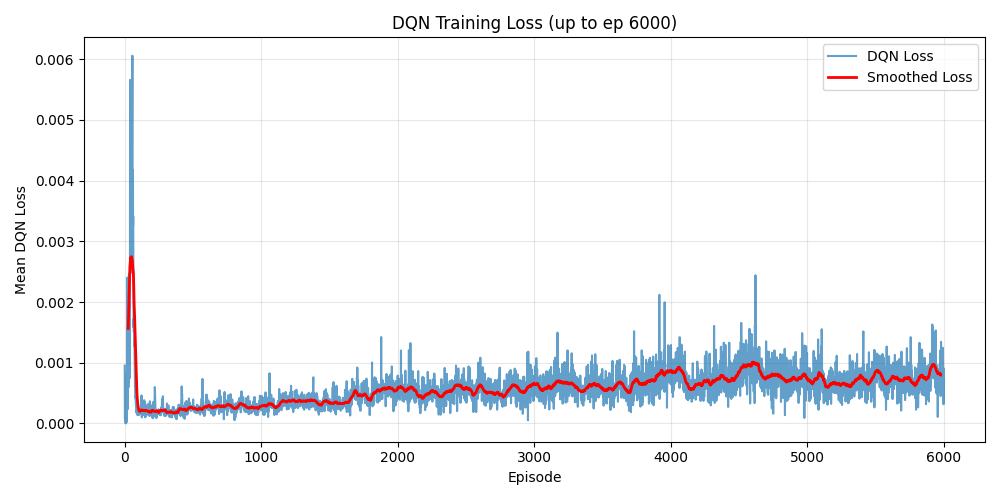 DQN Training Loss (up to ep 6000)
DQN Loss
Smoothed Loss
Mean DQN Loss
0.006
0.005
0.004
0.003
0.002
0.001
0.000
0 1000 2000 3000 4000 5000 6000
Episode